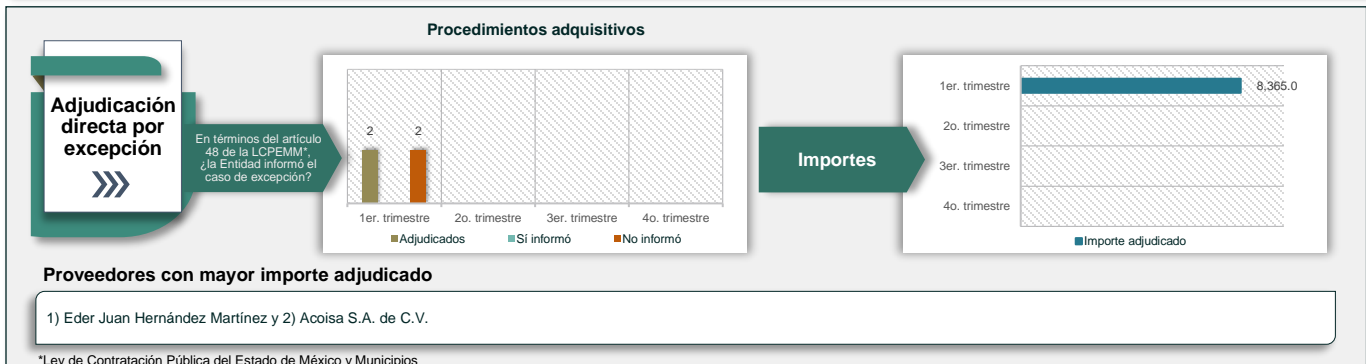 Procedimientos adquisitivos
Adjudicación
directa por
excepción
En términos del artículo
48 de la LCPEMM*,
¿la Entidad informó el
caso de excepción?
2 2
1er. trimestre 2o. trimestre 3er. trimestre 4o. trimestre
Adjudicados Sí informó No informó
Importes
1er. trimestre 8,365.0
2o. trimestre
3er. trimestre
4o. trimestre
Importe adjudicado
Proveedores con mayor importe adjudicado
1) Eder Juan Hernández Martínez y 2) Acoisa S.A. de C.V.
*Ley de Contratación Pública del Estado de México y Municipios